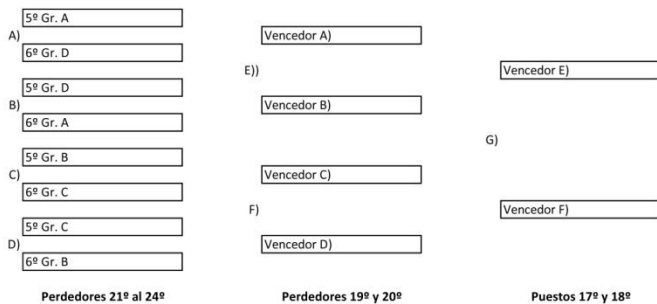 5º Gr. A
A)
6º Gr. D
5º Gr. D
B)
6º Gr. A
5º Gr. B
C)
6º Gr. C
5º Gr. C
D)
6º Gr. B
Perdedores 21º al 24º
Vencedor A)
E))
Vencedor B)
Vencedor C)
F)
Vencedor D)
Perdedores 19º y 20º
Vencedor E)
G)
Vencedor F)
Puestos 17º y 18º